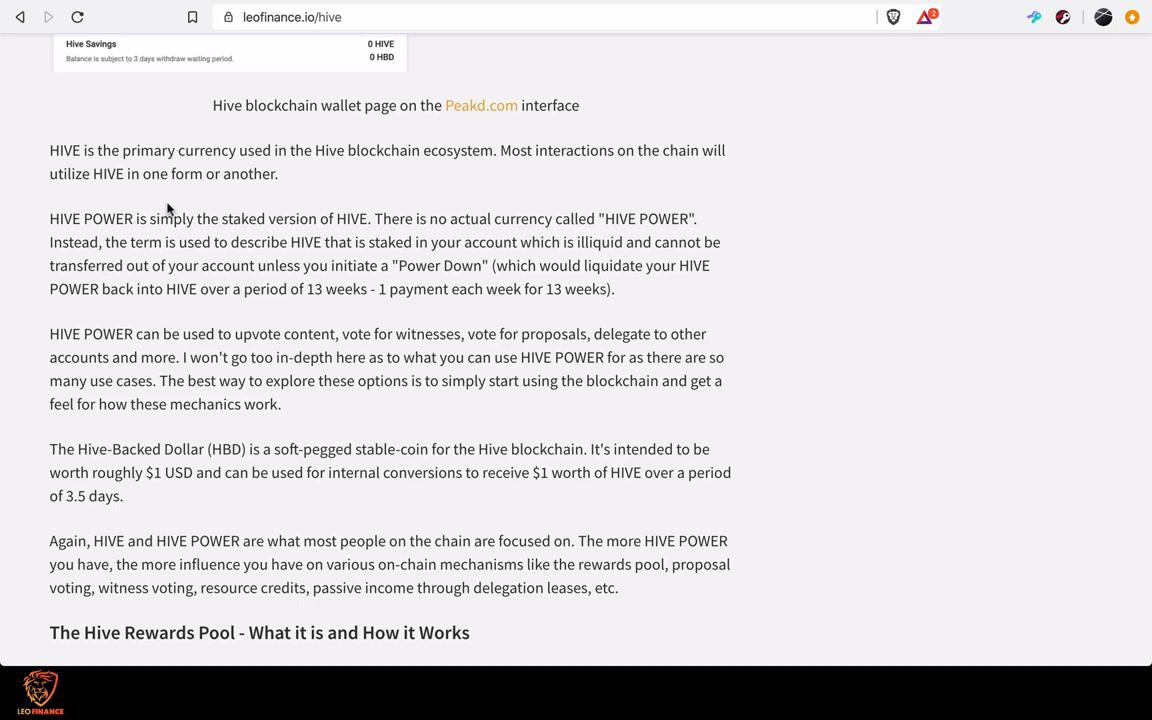 leofinance.io/hive
2
Hive Savings
0 HIVE
Balance is subject to 3 days withdraw waiting period.
0 HBD
Hive blockchain wallet page on the Peakd.com interface
HIVE is the primary currency used in the Hive blockchain ecosystem. Most interactions on the chain will
utilize HIVE in one form or another.
HIVE POWER is simply the staked version of HIVE. There is no actual currency called "HIVE POWER".
Instead, the term is used to describe HIVE that is staked in your account which is illiquid and cannot be
transferred out of your account unless you initiate a "Power Down" (which would liquidate your HIVE
POWER back into HIVE over a period of 13 weeks - 1 payment each week for 13 weeks).
HIVE POWER can be used to upvote content, vote for witnesses, vote for proposals, delegate to other
accounts and more. I won't go too in-depth here as to what you can use HIVE POWER for as there are so
many use cases. The best way to explore these options is to simply start using the blockchain and get a
feel for how these mechanics work.
The Hive-Backed Dollar (HBD) is a soft-pegged stable-coin for the Hive blockchain. It's intended to be
worth roughly $1 USD and can be used for internal conversions to receive $1 worth of HIVE over a period
of 3.5 days.
Again, HIVE and HIVE POWER are what most people on the chain are focused on. The more HIVE POWER
you have, the more influence you have on various on-chain mechanisms like the rewards pool, proposal
voting, witness voting, resource credits, passive income through delegation leases, etc.
The Hive Rewards Pool - What it is and How it Works
LEOFINANCE